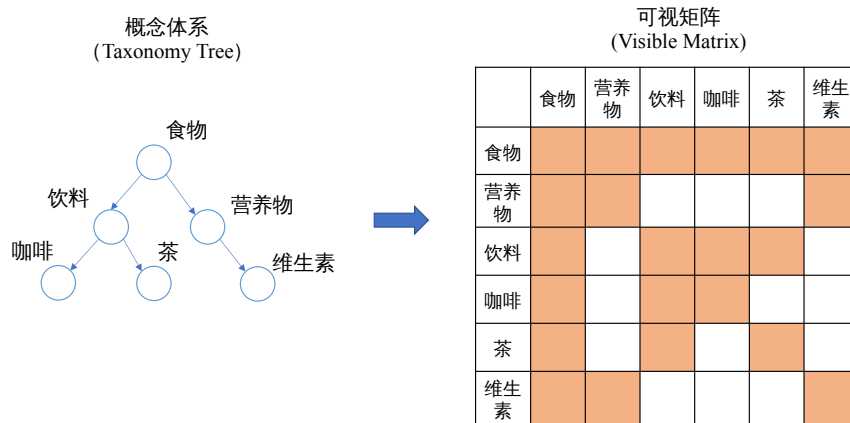 概念体系
（Taxonomy Tree）
食物
饮料
营养物
咖啡
茶
维生素
可视矩阵
(Visible Matrix)
食物
营养
物
饮料
咖啡
茶
维生
素
食物
营养
物
饮料
咖啡
茶
维生
素